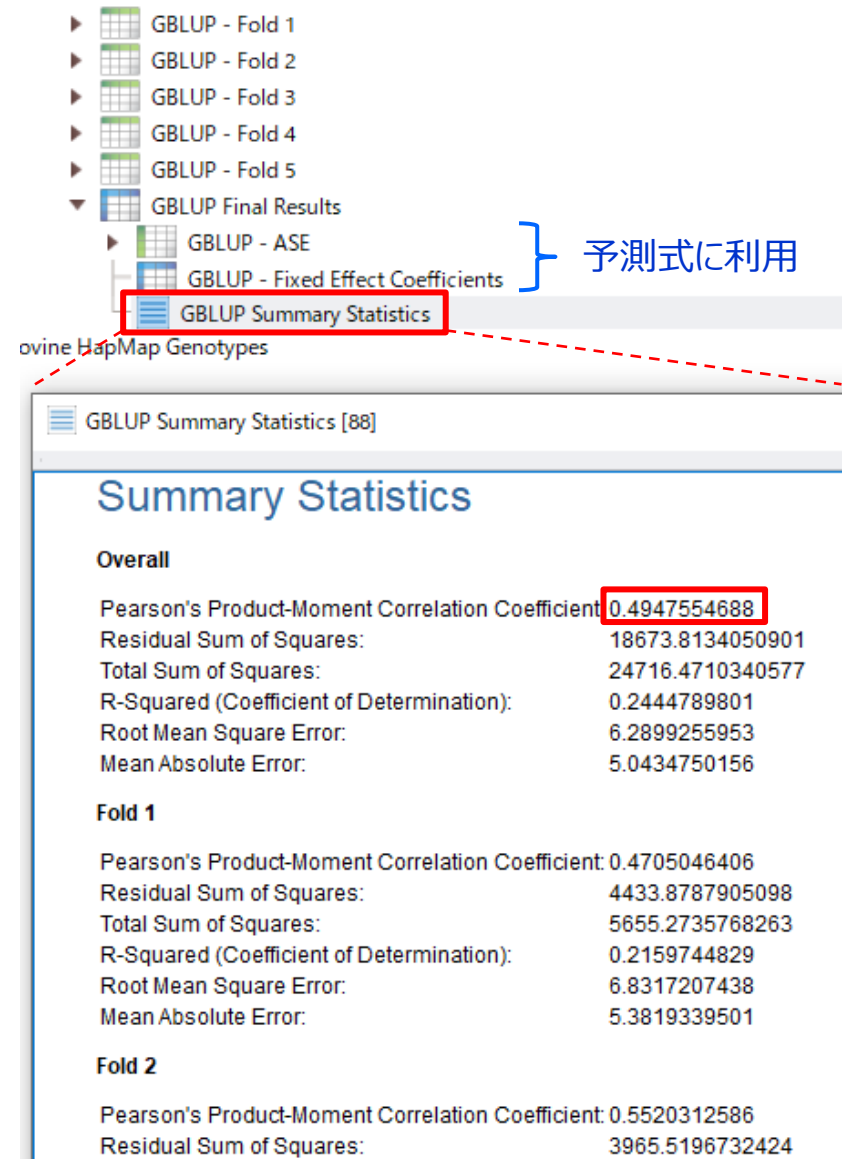 GBLUP - Fold 1
GBLUP - Fold 2
GBLUP - Fold 3
GBLUP - Fold 4
GBLUP - Fold 5
GBLUP Final Results
GBLUP - ASE
予測式に利用
GBLUP - Fixed Effect Coefficients
GBLUP Summary Statistics
ovine HapMap Genotypes
GBLUP Summary Statistics [88]
Summary Statistics
Overall
Pearson's Product-Moment Correlation Coefficient: 0.4947554688
Residual Sum of Squares: 18673.8134050901
Total Sum of Squares: 24716.4710340577
R-Squared (Coefficient of Determination): 0.2444789801
Root Mean Square Error: 6.2899255953
Mean Absolute Error: 5.0434750156
Fold 1
Pearson's Product-Moment Correlation Coefficient: 0.4705046406
Residual Sum of Squares: 4433.8787905098
Total Sum of Squares: 5655.2735768263
R-Squared (Coefficient of Determination): 0.2159744829
Root Mean Square Error: 6.8317207438
Mean Absolute Error: 5.3819339501
Fold 2
Pearson's Product-Moment Correlation Coefficient: 0.5520312586
Residual Sum of Squares: 3965.5196732424